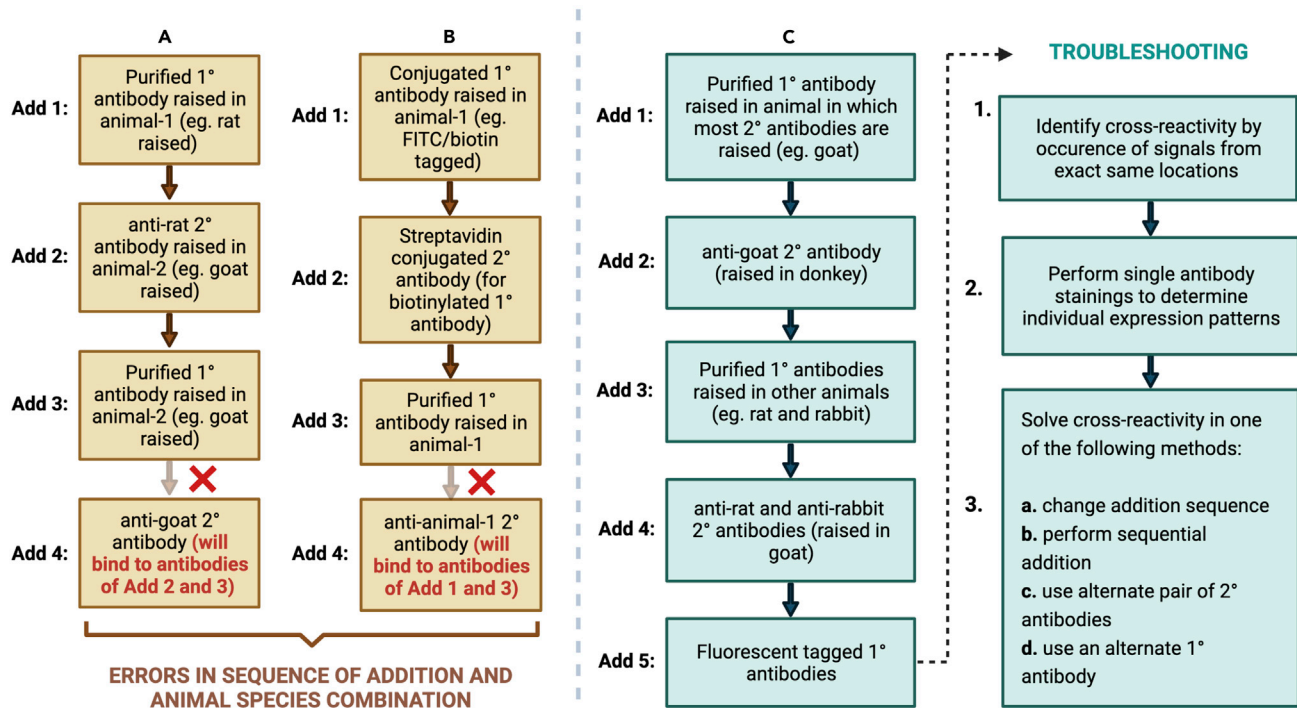 A
Add 1:
Purified 1°
antibody raised in
animal-1 (eg. rat
raised)
Add 2:
anti-rat 2°
antibody raised in
animal-2 (eg. goat
raised)
Add 3:
Purified 1°
antibody raised in
animal-2 (eg. goat
raised)
Add 4:
anti-goat 2°
antibody (will
bind to antibodies
of Add 2 and 3)
B
Add 1:
Conjugated 1°
antibody raised in
animal-1 (eg.
FITC/biotin
tagged)
Add 2:
Streptavidin
conjugated 2°
antibody (for
biotinylated 1°
antibody)
Add 3:
Purified 1°
antibody raised in
animal-1
Add 4:
anti-animal-1 2°
antibody (will
bind to antibodies
of Add 1 and 3)
ERRORS IN SEQUENCE OF ADDITION AND
ANIMAL SPECIES COMBINATION
C
Add 1:
Purified 1° antibody
raised in animal in which
most 2° antibodies are
raised (eg. goat)
Add 2:
anti-goat 2° antibody
(raised in donkey)
Add 3:
Purified 1° antibodies
raised in other animals
(eg. rat and rabbit)
Add 4:
anti-rat and anti-rabbit
2° antibodies (raised in
goat)
Add 5:
Fluorescent tagged 1°
antibodies
TROUBLESHOOTING
1.
Identify cross-reactivity by
occurence of signals from
exact same locations
2.
Perform single antibody
stainings to determine
individual expression patterns
3.
Solve cross-reactivity in one
of the following methods:
a. change addition sequence
b. perform sequential
addition
c. use alternate pair of 2°
antibodies
d. use an alternate 1°
antibody